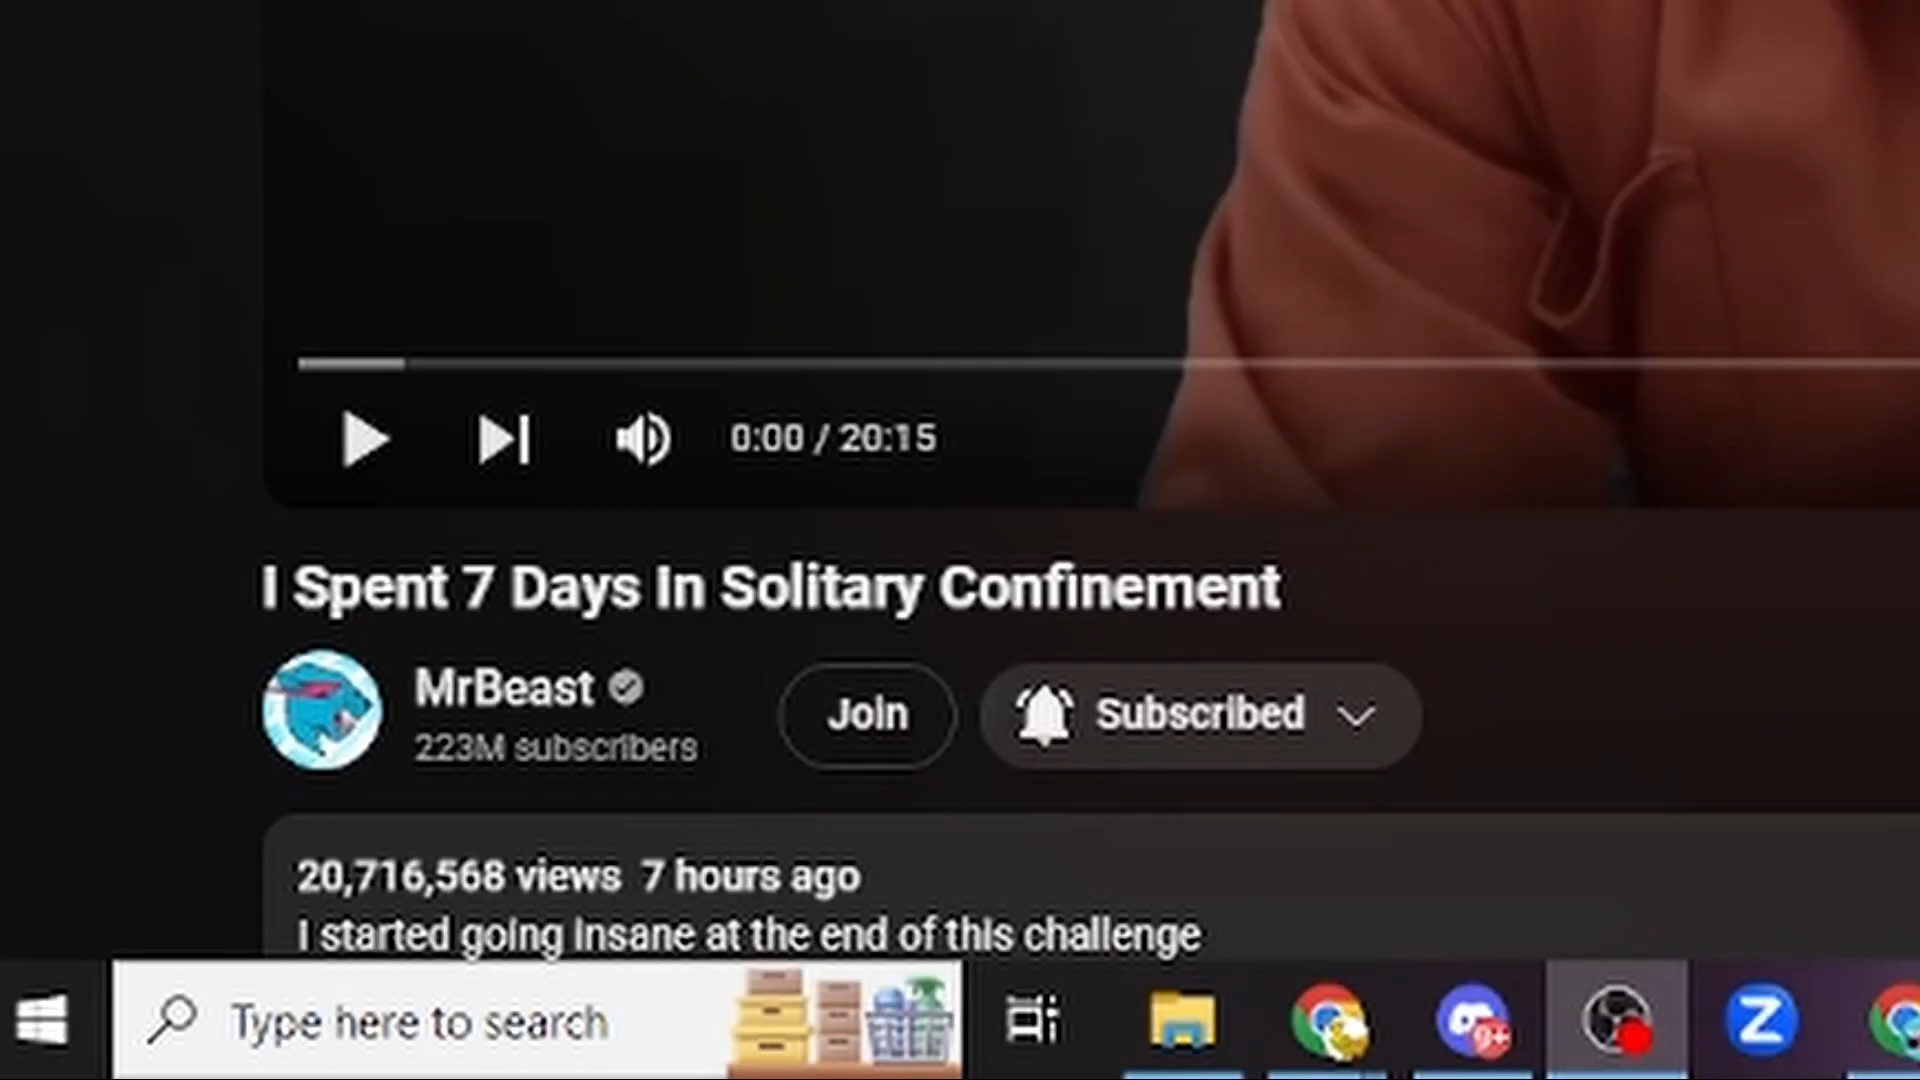 0:00 / 20:15
I Spent 7 Days In Solitary Confinement
MrBeast
223M subscribers
Join
Subscribed
20,716,568 views 7 hours ago
I started going insane at the end of this challenge
Type here to search
9+
Z